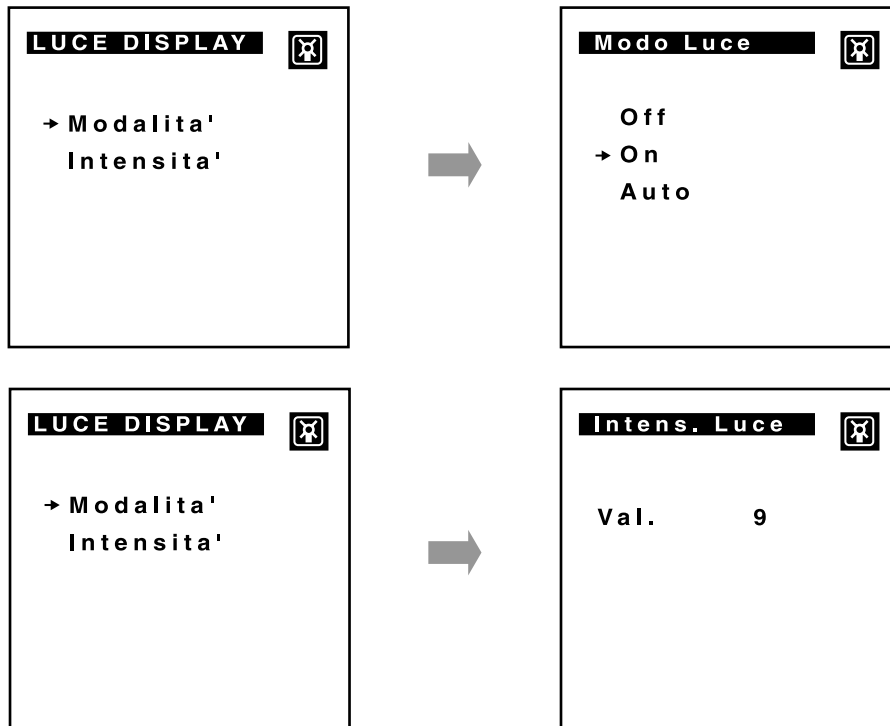 LUCE DISPLAY
→ Modalita'
Intensita'
Modo Luce
Off
→ On
Auto
LUCE DISPLAY
→ Modalita'
Intensita'
Intens. Luce
Val. 9